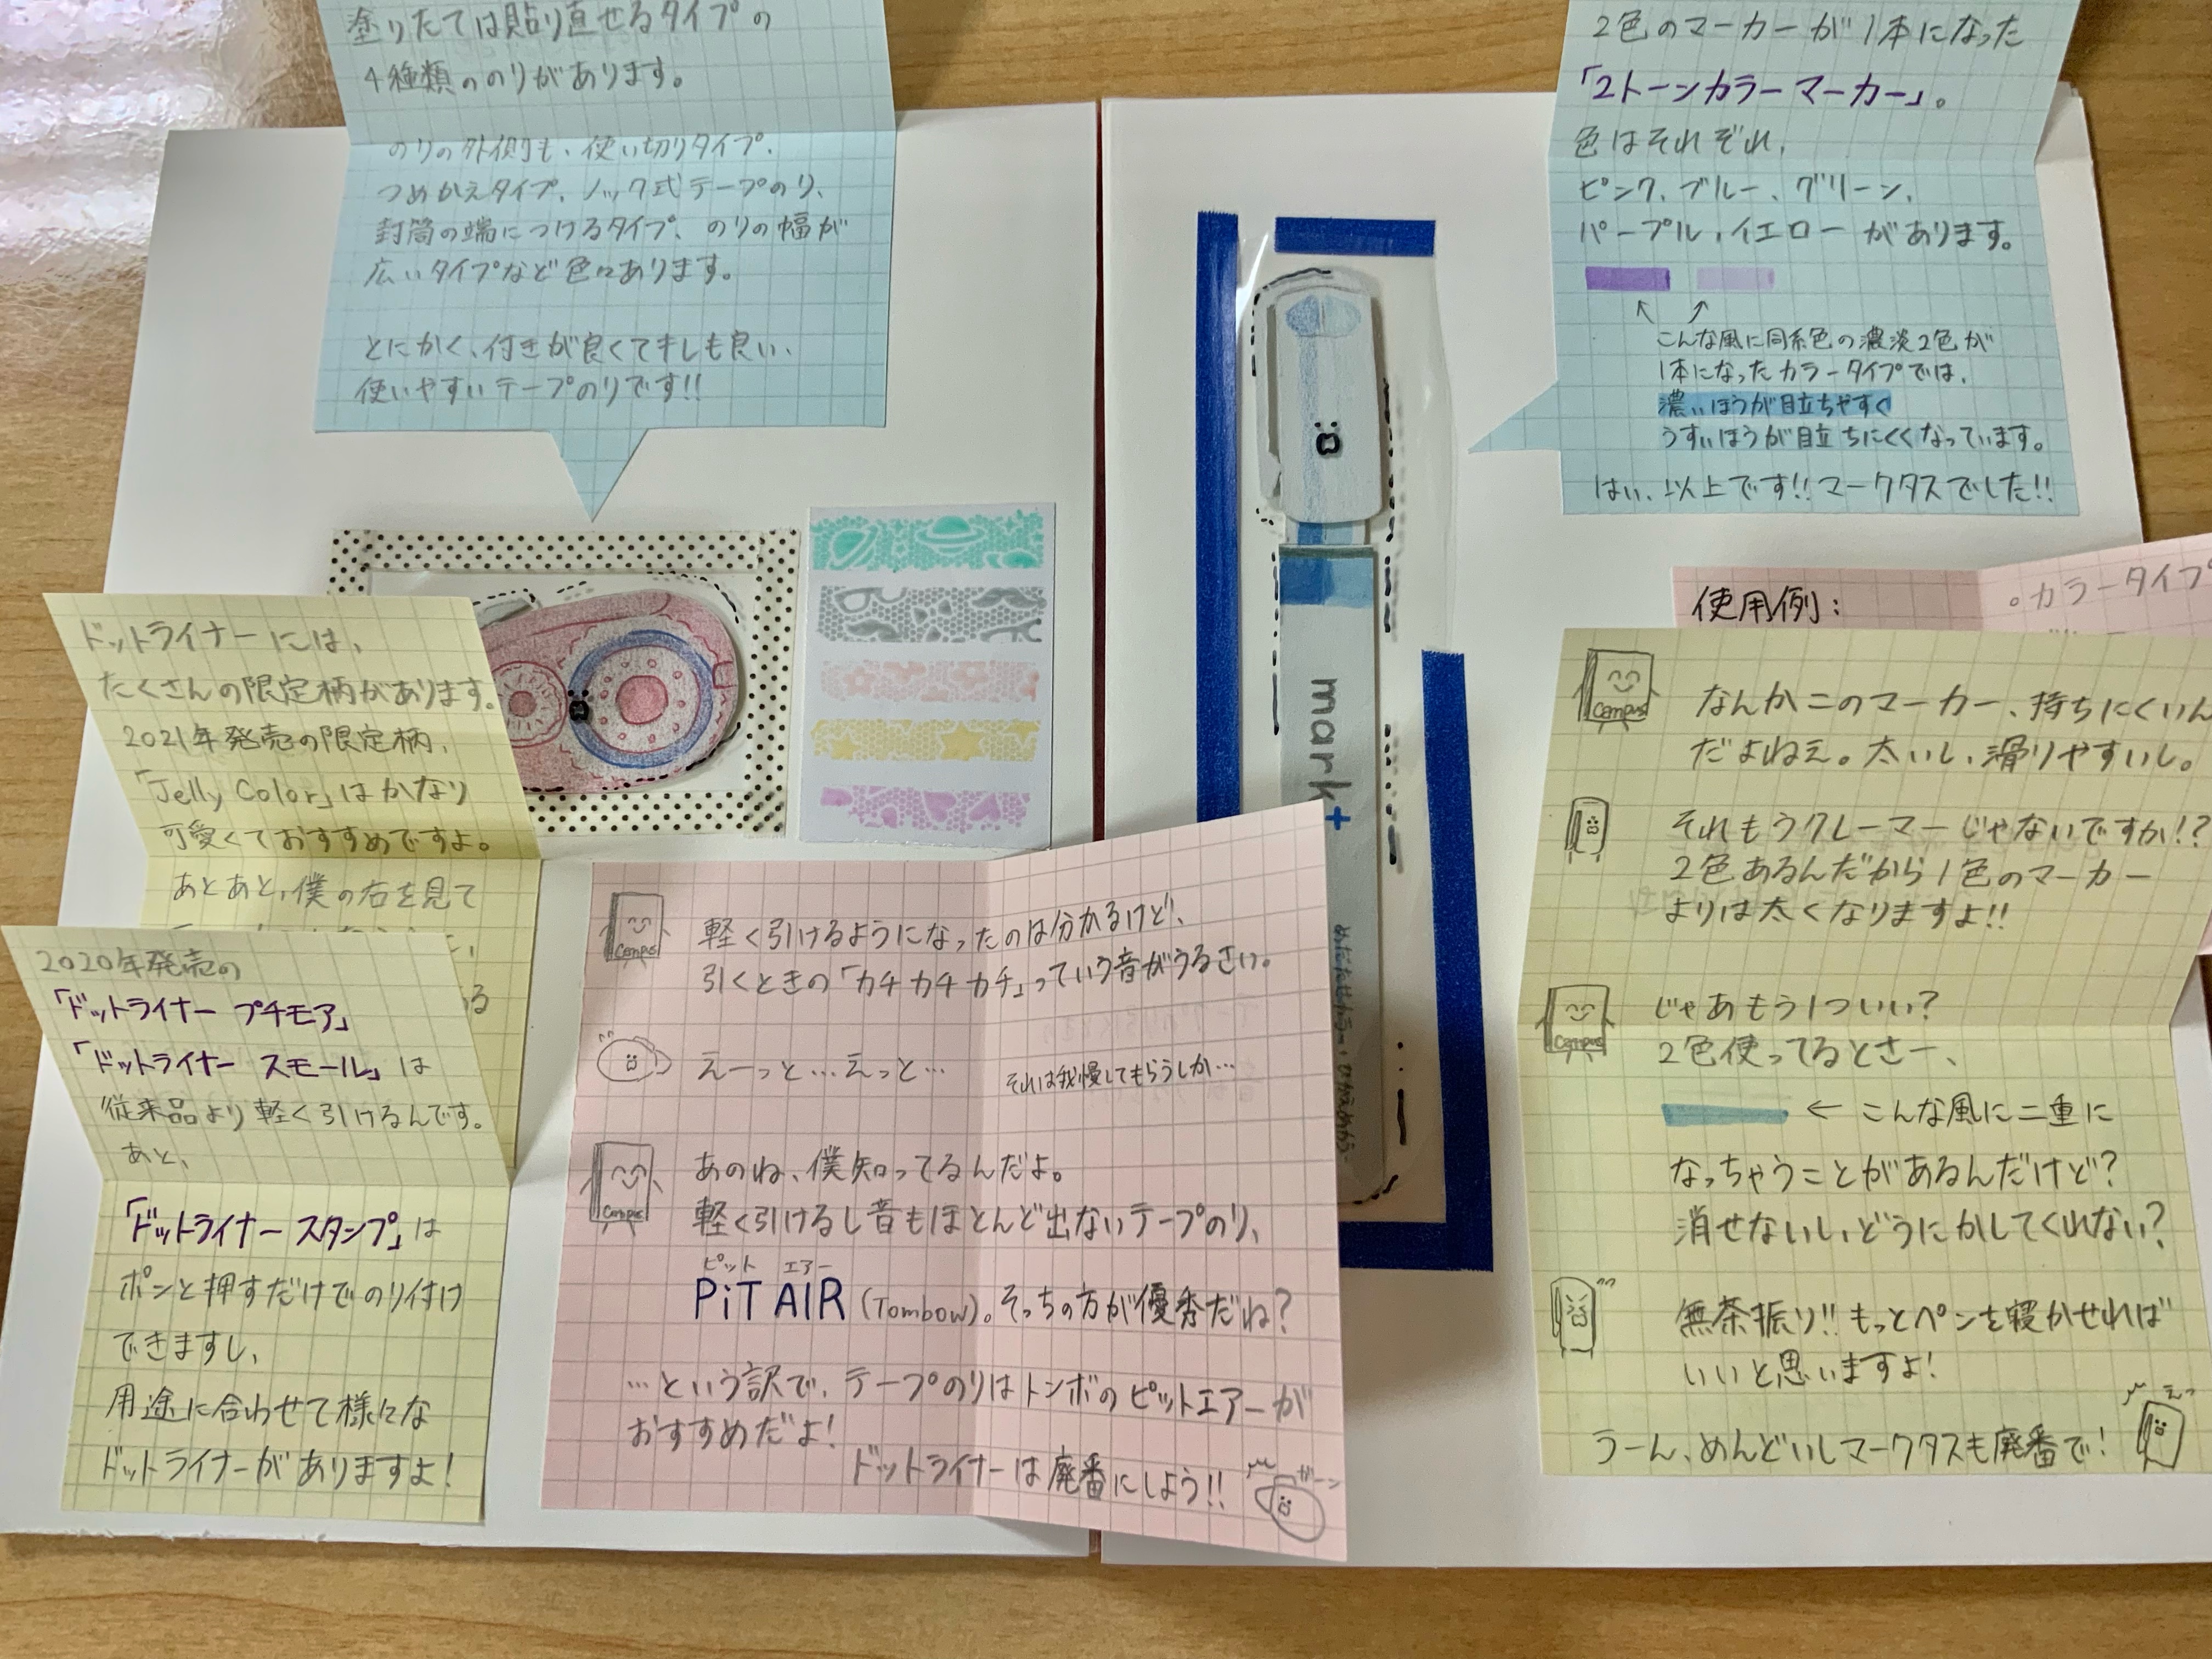 塗りたては貼り直せるタイプの
4種類ののりがあります。
のりの外側も、使い切りタイプ、
つめかえタイプ、ノック式テープのり、
封筒の端につけるタイプ、のりの幅が
広いタイプなど色々あります。
とにかく、付きが良くてキレも良い、
使いやすいテープのりです!!
ドットライナーには、
たくさんの限定柄があります。
2021年発売の限定柄、
「Jelly Color」はかなり
可愛くておすすめですよ。
あとあと、僕の右を見て
2020年発売の
「ドットライナー プチモア」
「ドットライナー スモール」は
従来品より軽く引けるんです。
あと、
「ドットライナー スタンプ」は
ポンと押すだけでのり付け
できますし、
用途に合わせて様々な
ドットライナーがありますよ!
Campus
軽く引けるようになったのは分かるけど、
引くときの「カチカチカチ」っていう音がうるさい。
えーっと…えっと…
それは我慢してもらうしか…
Campus
あのね、僕知ってるんだよ。
軽く引けるし音もほとんど出ないテープのり、
ピット エアー
PiT AIR (Tombow)。そっちの方が優秀だね?
…という訳で、テープのりはトンボのピットエアーが
おすすめだよ!
ドットライナーは廃番にしよう!!
ガーン
mark+
2色のマーカーが1本になった
「2トーンカラーマーカー」。
色はそれぞれ、
ピンク、ブルー、グリーン、
パープル、イエローがあります。
こんな風に同系色の濃淡2色が
1本になったカラータイプでは、
濃いほうが目立ちやすく
うすいほうが目立ちにくくなっています。
はい、以上です!!マークタスでした!!
使用例:
。カラータイプ
Campus
なんかこのマーカー、持ちにくいん
だよねぇ。太いし、滑りやすいし。
それもうクレーマーじゃないですか!?
2色あるんだから1色のマーカー
よりは太くなりますよ!!
Campus
じゃあもう1ついい?
2色使ってるとさー、
← こんな風に二重に
なっちゃうことがあるんだけど?
消せないし、どうにかしてくれない?
無茶振り!!もっとペンを寝かせれば
いいと思いますよ!
うーん、めんどいしマークタスも廃番で!
えっ